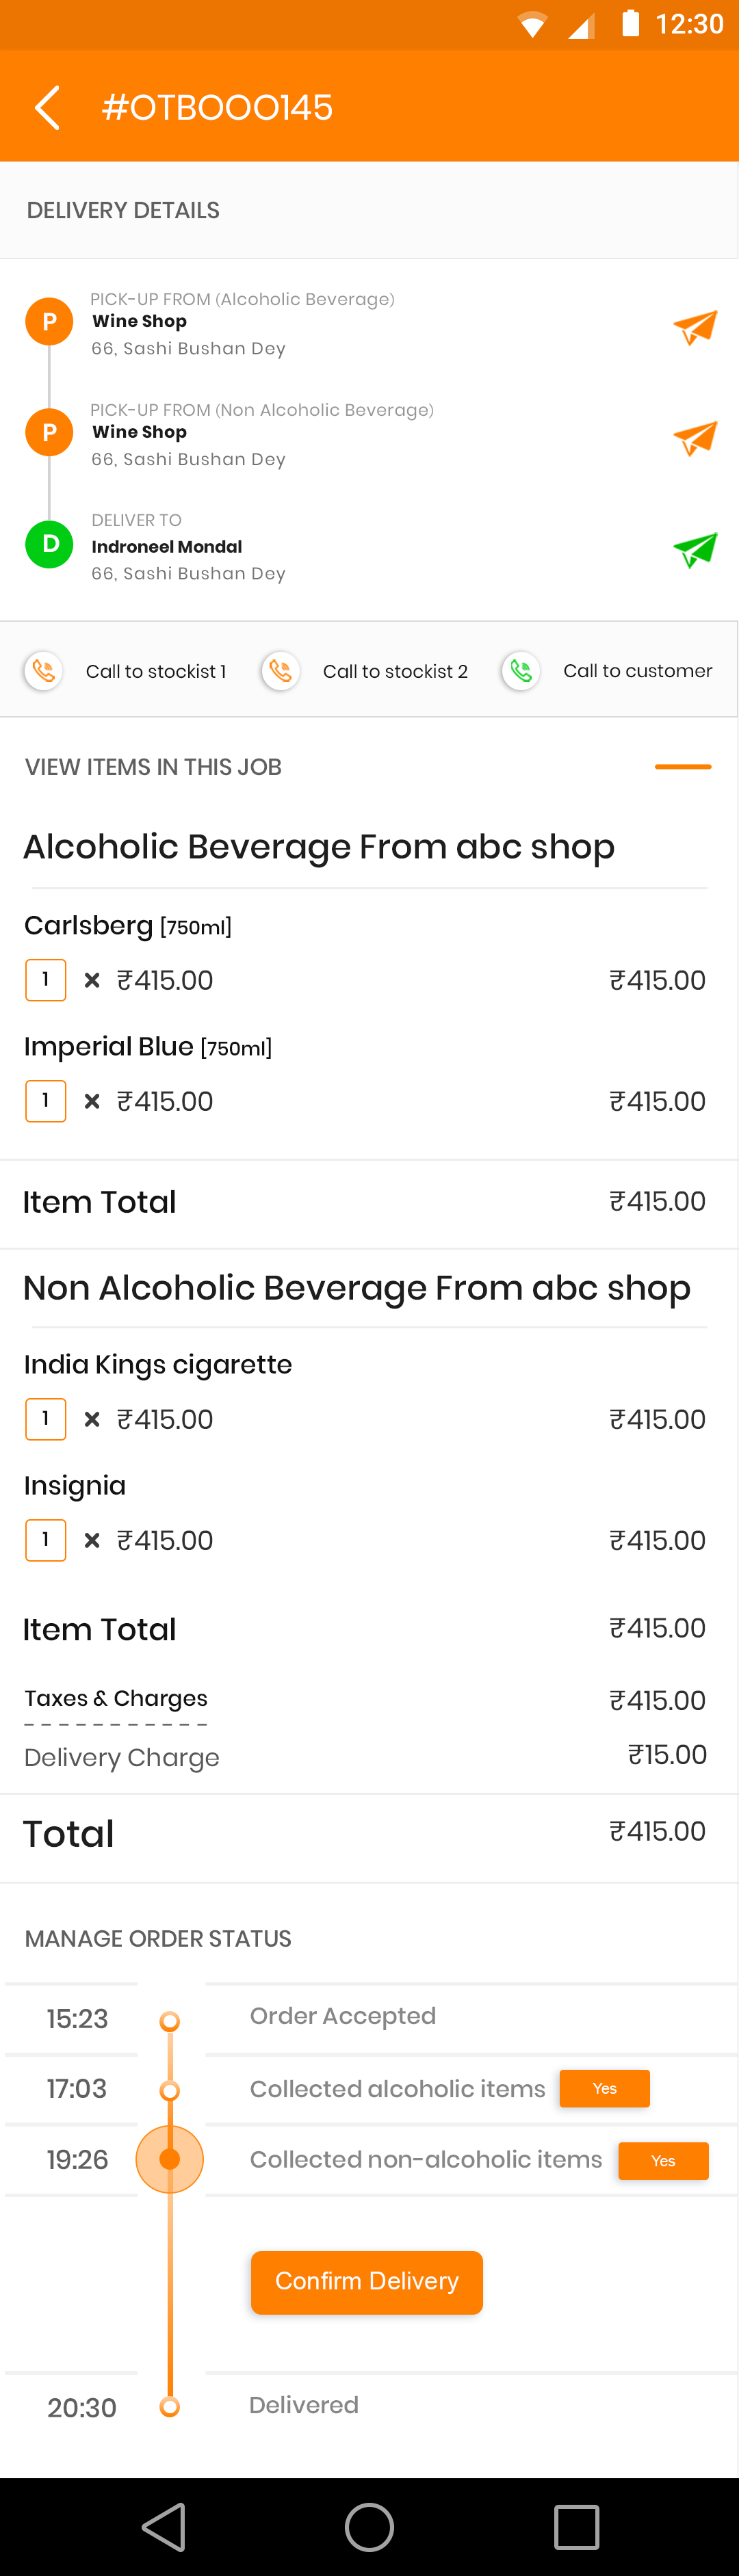 12:30
#OTBOOO145
DELIVERY DETAILS
P
PICK-UP FROM (Alcoholic Beverage)
Wine Shop
66, Sashi Bushan Dey
P
PICK-UP FROM (Non Alcoholic Beverage)
Wine Shop
66, Sashi Bushan Dey
D
DELIVER TO
Indroneel Mondal
66, Sashi Bushan Dey
Call to stockist 1 Call to stockist 2 Call to customer
VIEW ITEMS IN THIS JOB
Alcoholic Beverage From abc shop
Carlsberg [750ml]
1 × ₹415.00 ₹415.00
Imperial Blue [750ml]
1 × ₹415.00 ₹415.00
Item Total ₹415.00
Non Alcoholic Beverage From abc shop
India Kings cigarette
1 × ₹415.00 ₹415.00
Insignia
1 × ₹415.00 ₹415.00
Item Total ₹415.00
Taxes & Charges ₹415.00
Delivery Charge ₹15.00
Total ₹415.00
MANAGE ORDER STATUS
15:23 Order Accepted
17:03 Collected alcoholic items Yes
19:26 Collected non-alcoholic items Yes
Confirm Delivery
20:30 Delivered